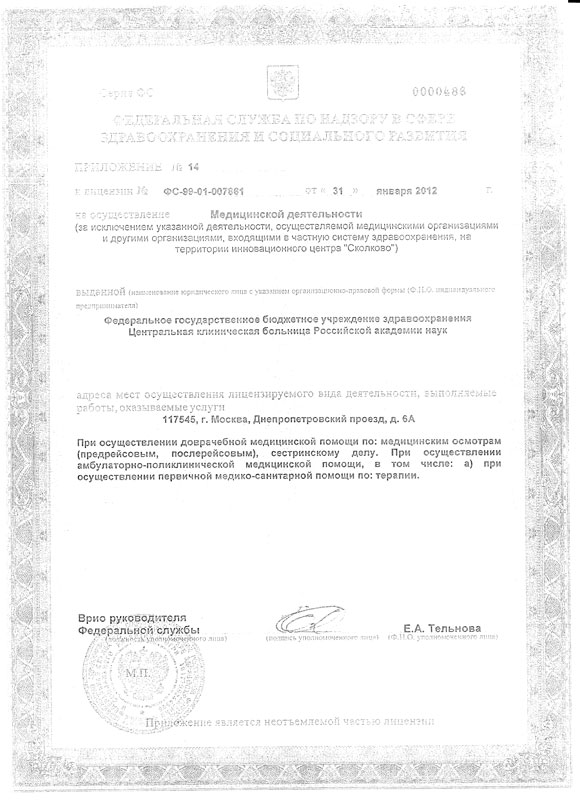 Серия ФС 0000488
ФЕДЕРАЛЬНАЯ СЛУЖБА ПО НАДЗОРУ В СФЕРЕ
ЗДРАВООХРАНЕНИЯ И СОЦИАЛЬНОГО РАЗВИТИЯ
ПРИЛОЖЕНИЕ № 14
к лицензии № ФС-99-01-007881 от « 31 » января 2012 г.
на осуществление Медицинской деятельности
(за исключением указанной деятельности, осуществляемой медицинскими организациями
и другими организациями, входящими в частную систему здравоохранения, на
территории инновационного центра "Сколково")
выданной (наименование юридического лица с указанием организационно-правовой формы (Ф.И.О. индивидуального
предпринимателя)
Федеральное государственное бюджетное учреждение здравоохранения
Центральная клиническая больница Российской академии наук
адреса мест осуществления лицензируемого вида деятельности, выполняемые
работы, оказываемые услуги
117545, г. Москва, Днепропетровский проезд, д. 6А
При осуществлении доврачебной медицинской помощи по: медицинским осмотрам
(предрейсовым, послерейсовым), сестринскому делу. При осуществлении
амбулаторно-поликлинической медицинской помощи, в том числе: а) при
осуществлении первичной медико-санитарной помощи по: терапии.
Врио руководителя
Федеральной службы Е.А. Тельнова
(должность уполномоченного лица) (подпись уполномоченного лица) (Ф.И.О. уполномоченного лица)
М.П.
Приложение является неотъемлемой частью лицензии